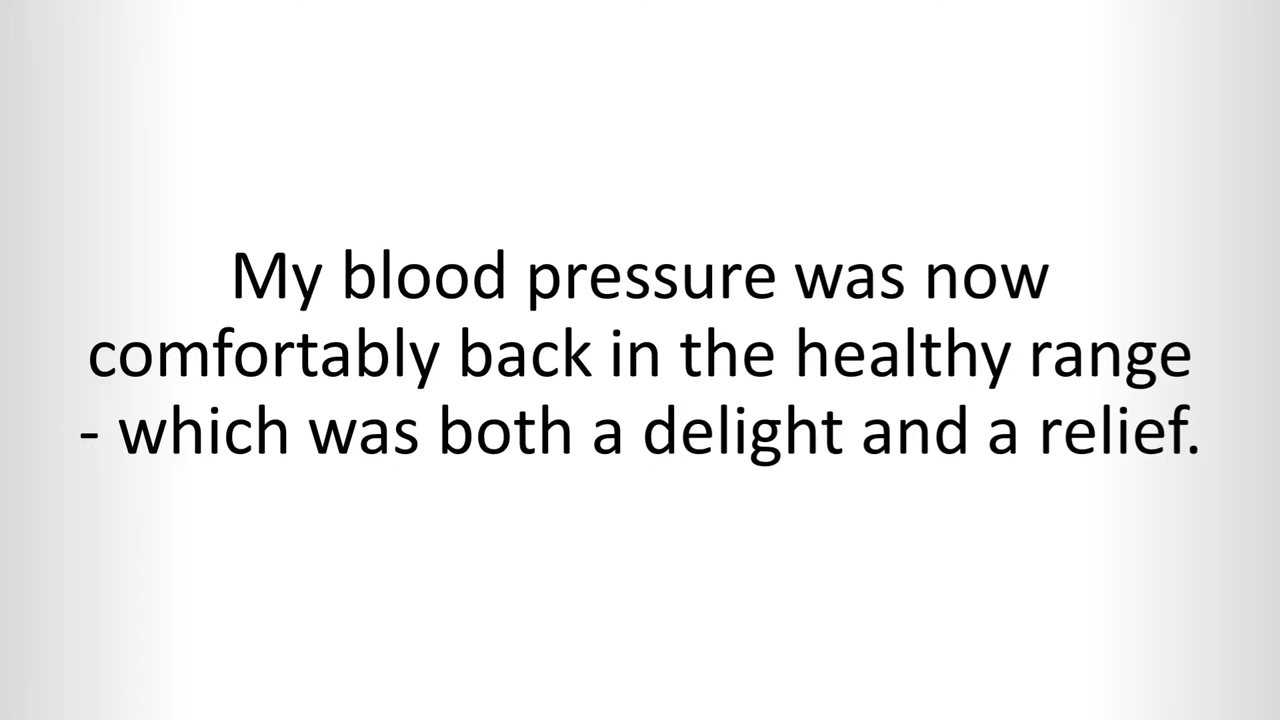 My blood pressure was now
comfortably back in the healthy range
- which was both a delight and a relief.